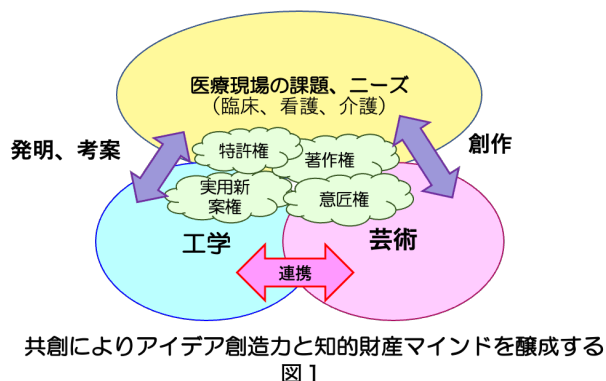 医療現場の課題、ニーズ
（臨床、看護、介護）
発明、考案
創作
特許権
著作権
実用新
案権
意匠権
工学
芸術
連携
共創によりアイデア創造力と知的財産マインドを醸成する
図１